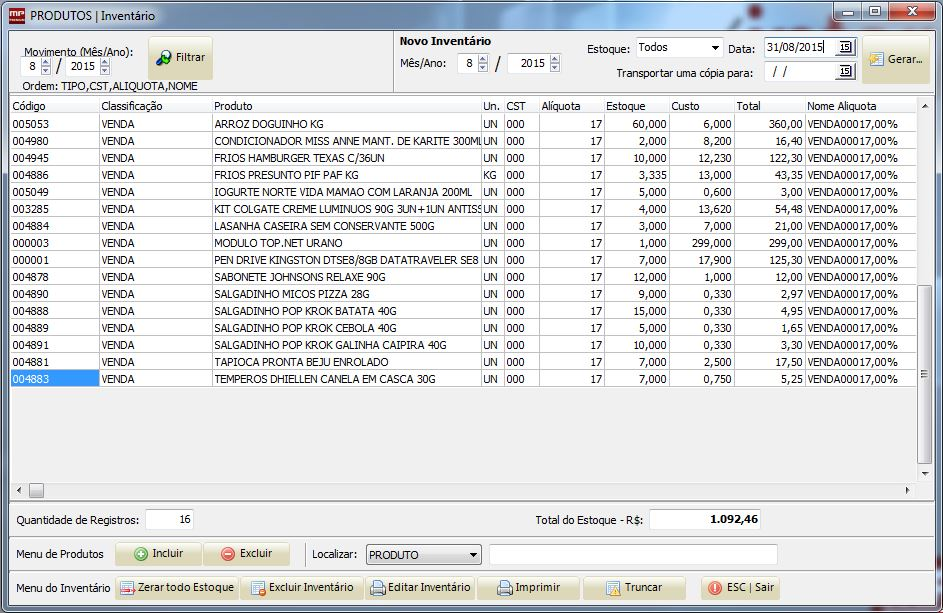 PRODUTOS | Inventário
Movimento (Mês/Ano):
8 / 2015
Filtrar
Ordem: TIPO,CST,ALIQUOTA,NOME
Novo Inventário
Mês/Ano: 8 / 2015
Estoque: Todos Data: 31/08/2015 15
Transportar uma cópia para: / / 15
Gerar...
Código Classificação Produto Un. CST Alíquota Estoque Custo Total Nome Aliquota
005053 VENDA ARROZ DOGUINHO KG UN 000 17 60,000 6,000 360,00 VENDA00017,00%
004980 VENDA CONDICIONADOR MISS ANNE MANT. DE KARITE 300ML UN 000 17 2,000 8,200 16,40 VENDA00017,00%
004945 VENDA FRIOS HAMBURGER TEXAS C/36UN UN 000 17 10,000 12,230 122,30 VENDA00017,00%
004886 VENDA FRIOS PRESUNTO PIF PAF KG KG 000 17 3,335 13,000 43,35 VENDA00017,00%
005049 VENDA IOGURTE NORTE VIDA MAMAO COM LARANJA 200ML UN 000 17 5,000 0,600 3,00 VENDA00017,00%
003285 VENDA KIT COLGATE CREME LUMINUOS 90G 3UN+1UN ANTISS UN 000 17 4,000 13,620 54,48 VENDA00017,00%
004884 VENDA LASANHA CASEIRA SEM CONSERVANTE 500G UN 000 17 3,000 7,000 21,00 VENDA00017,00%
000003 VENDA MODULO TOP.NET URANO UN 000 17 1,000 299,000 299,00 VENDA00017,00%
000001 VENDA PEN DRIVE KINGSTON DTSE8/8GB DATATRAVELER SE8 UN 000 17 7,000 17,900 125,30 VENDA00017,00%
004878 VENDA SABONETE JOHNSONS RELAXE 90G UN 000 17 12,000 1,000 12,00 VENDA00017,00%
004890 VENDA SALGADINHO MICOS PIZZA 28G UN 000 17 9,000 0,330 2,97 VENDA00017,00%
004888 VENDA SALGADINHO POP KROK BATATA 40G UN 000 17 15,000 0,330 4,95 VENDA00017,00%
004889 VENDA SALGADINHO POP KROK CEBOLA 40G UN 000 17 5,000 0,330 1,65 VENDA00017,00%
004891 VENDA SALGADINHO POP KROK GALINHA CAIPIRA 40G UN 000 17 10,000 0,330 3,30 VENDA00017,00%
004881 VENDA TAPIOCA PRONTA BEJU ENROLADO UN 000 17 7,000 2,500 17,50 VENDA00017,00%
004883 VENDA TEMPEROS DHIELLEN CANELA EM CASCA 30G UN 000 17 7,000 0,750 5,25 VENDA00017,00%
Quantidade de Registros: 16 Total do Estoque - R$: 1.092,46
Menu de Produtos Incluir Excluir Localizar: PRODUTO
Menu do Inventário Zerar todo Estoque Excluir Inventário Editar Inventário Imprimir Truncar ESC | Sair